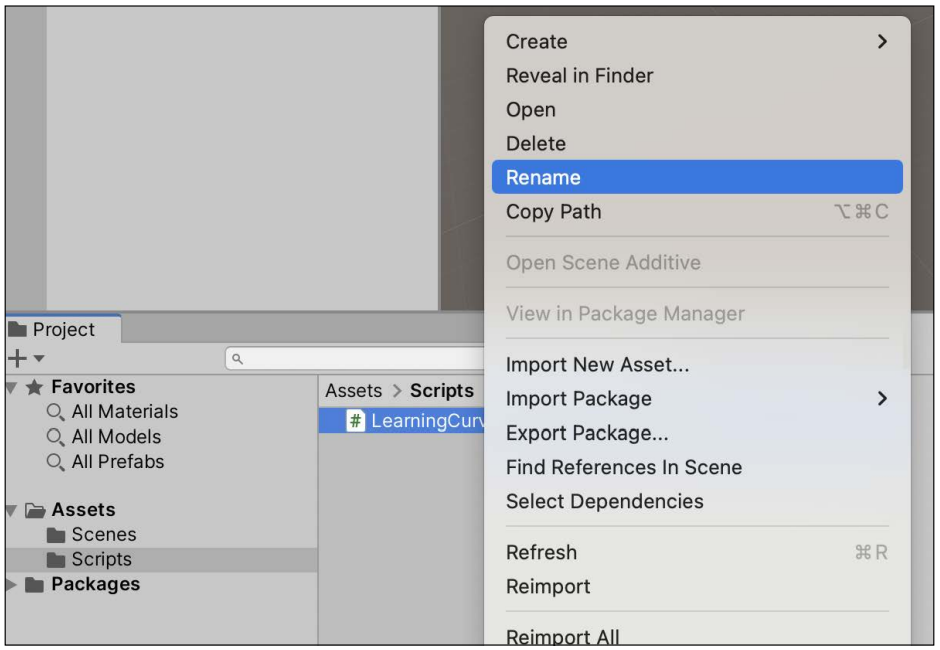 Create
Reveal in Finder
Open
Delete
Rename
Copy Path ⌥⌘C
Open Scene Additive
View in Package Manager
Import New Asset...
Import Package
Export Package...
Find References In Scene
Select Dependencies
Refresh ⌘R
Reimport
Reimport All
Project
Favorites
All Materials
All Models
All Prefabs
Assets
Scenes
Scripts
Packages
Assets > Scripts
# LearningCurv